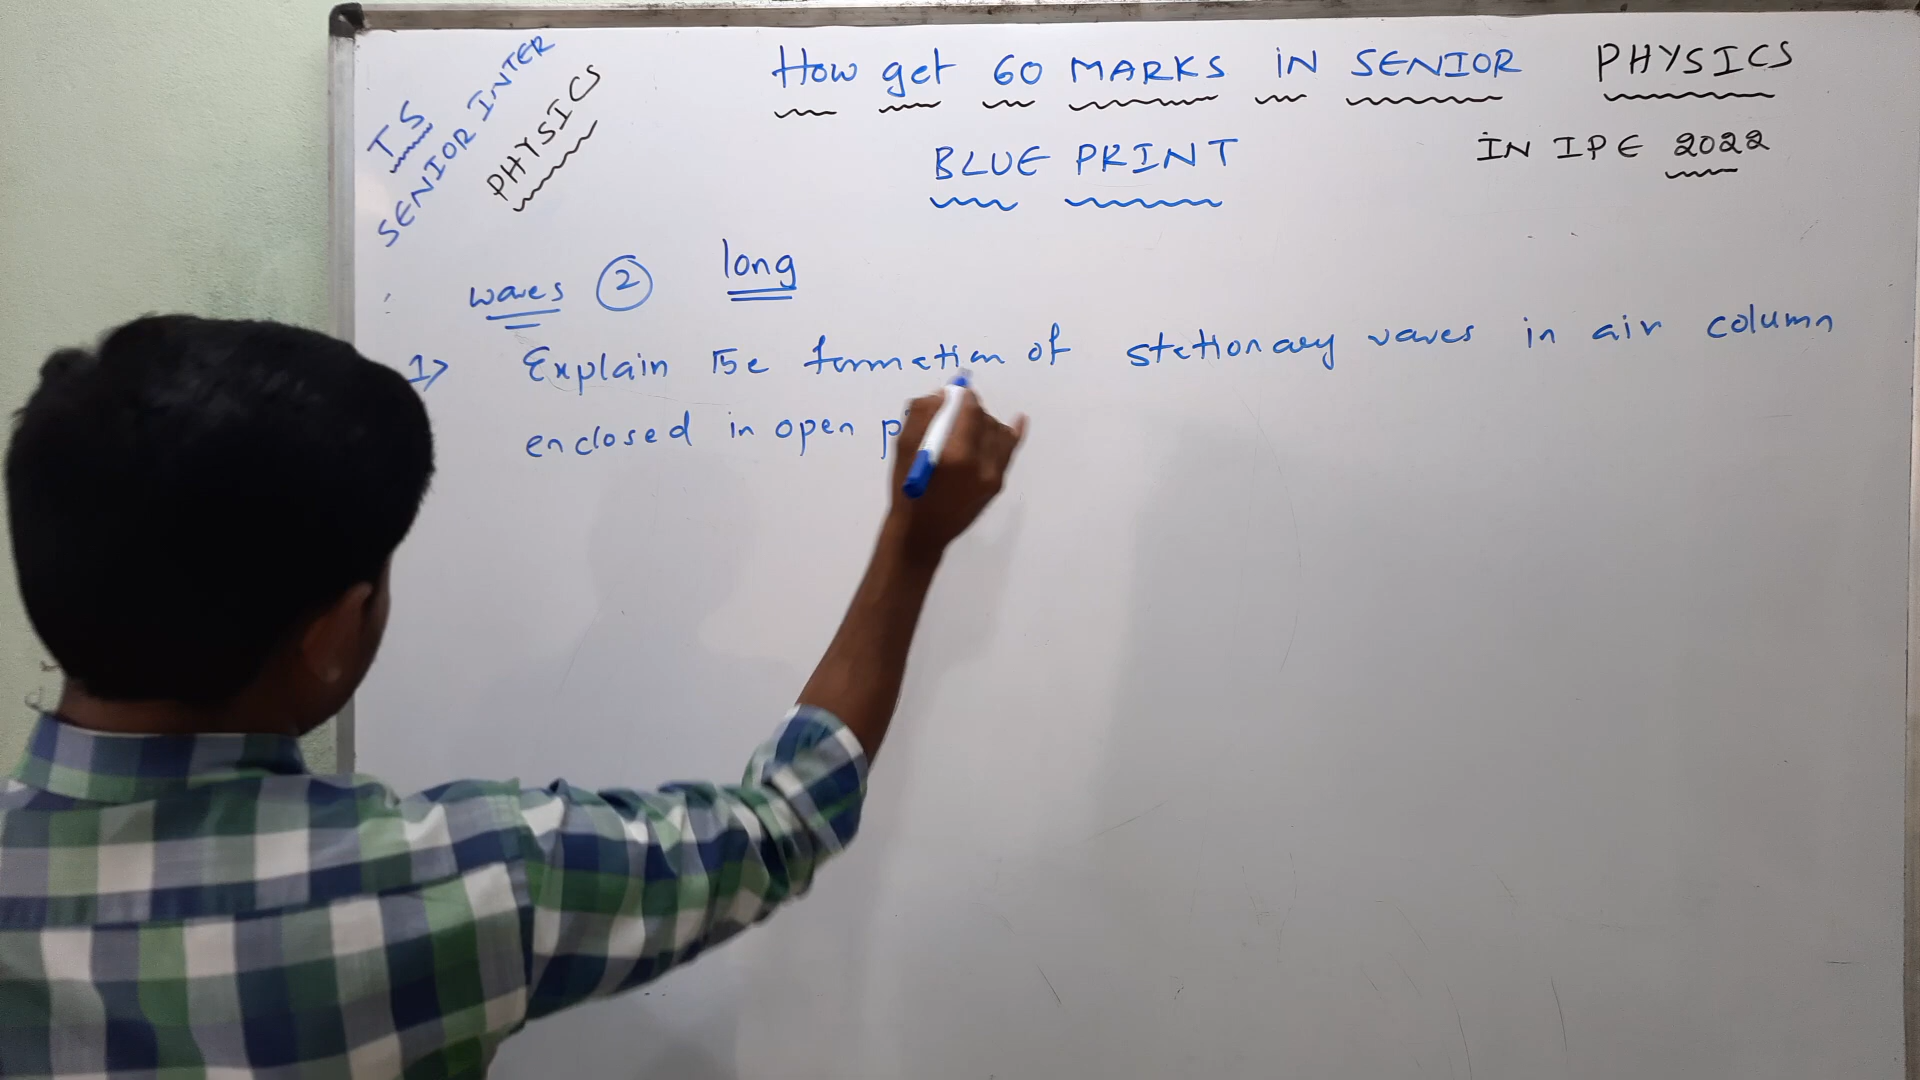 TS
SENIOR INTER
PHYSICS
How get 60 MARKS IN SENIOR PHYSICS
BLUE PRINT
IN IPE 2022
waves ② long
1> Explain The formation of stationary waves in air column
enclosed in open